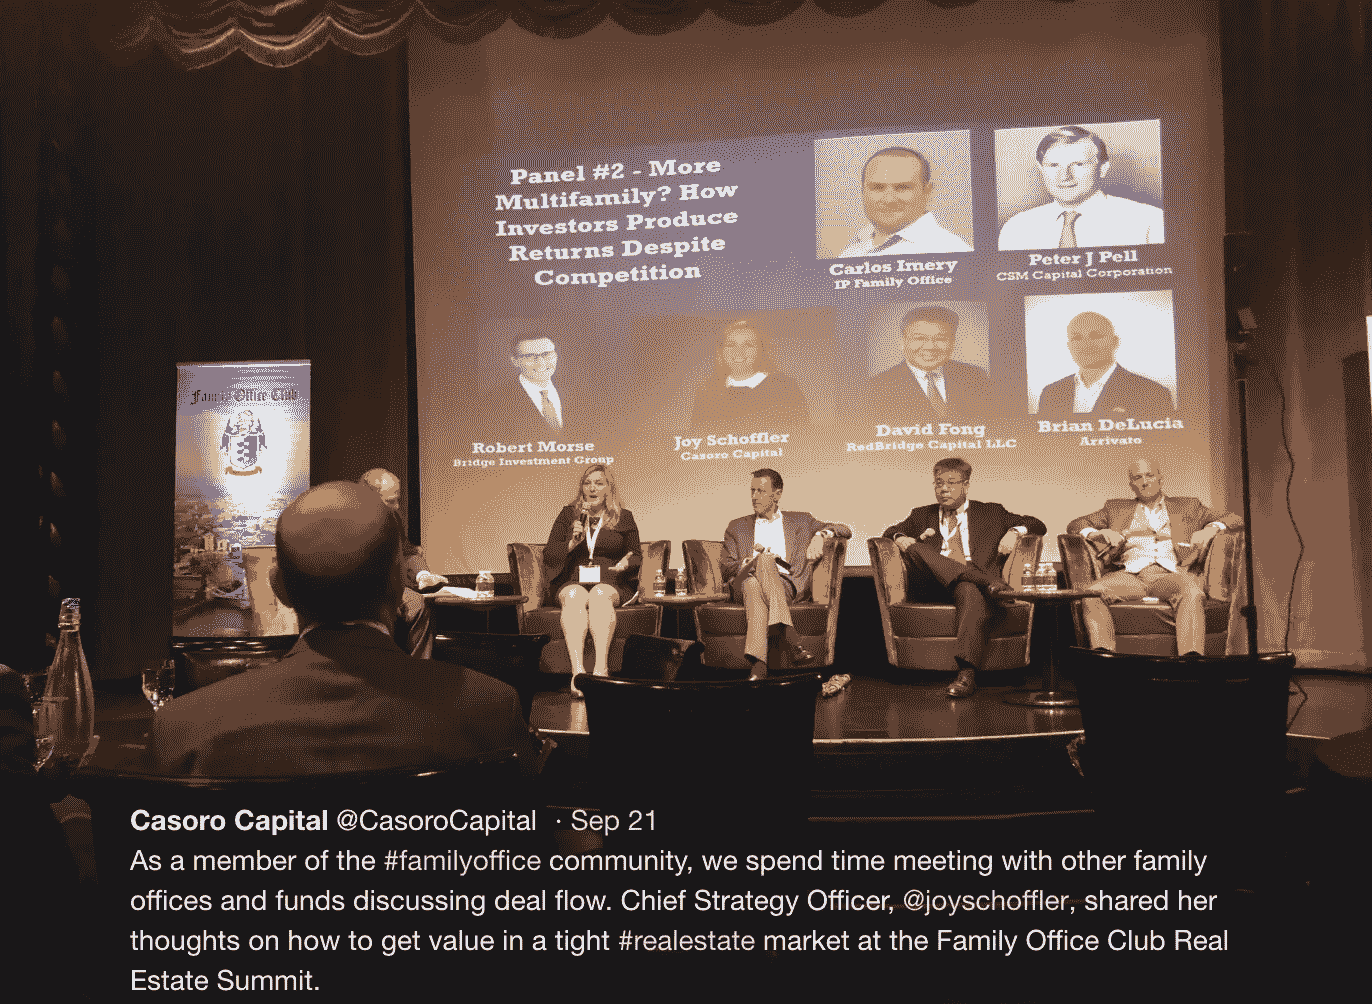 Panel #2 - More
Multifamily? How
Investors Produce
Returns Despite
Competition
Carlos Imery
IP Family Office
Peter J Pell
CSM Capital Corporation
Robert Morse
Bridge Investment Group
Joy Schoffler
Casoro Capital
David Fong
RedBridge Capital LLC
Brian DeLucia
Arrivato
Family Office Club
Casoro Capital @CasoroCapital · Sep 21
As a member of the #familyoffice community, we spend time meeting with other family
offices and funds discussing deal flow. Chief Strategy Officer, @joyschoffler, shared her
thoughts on how to get value in a tight #realestate market at the Family Office Club Real
Estate Summit.